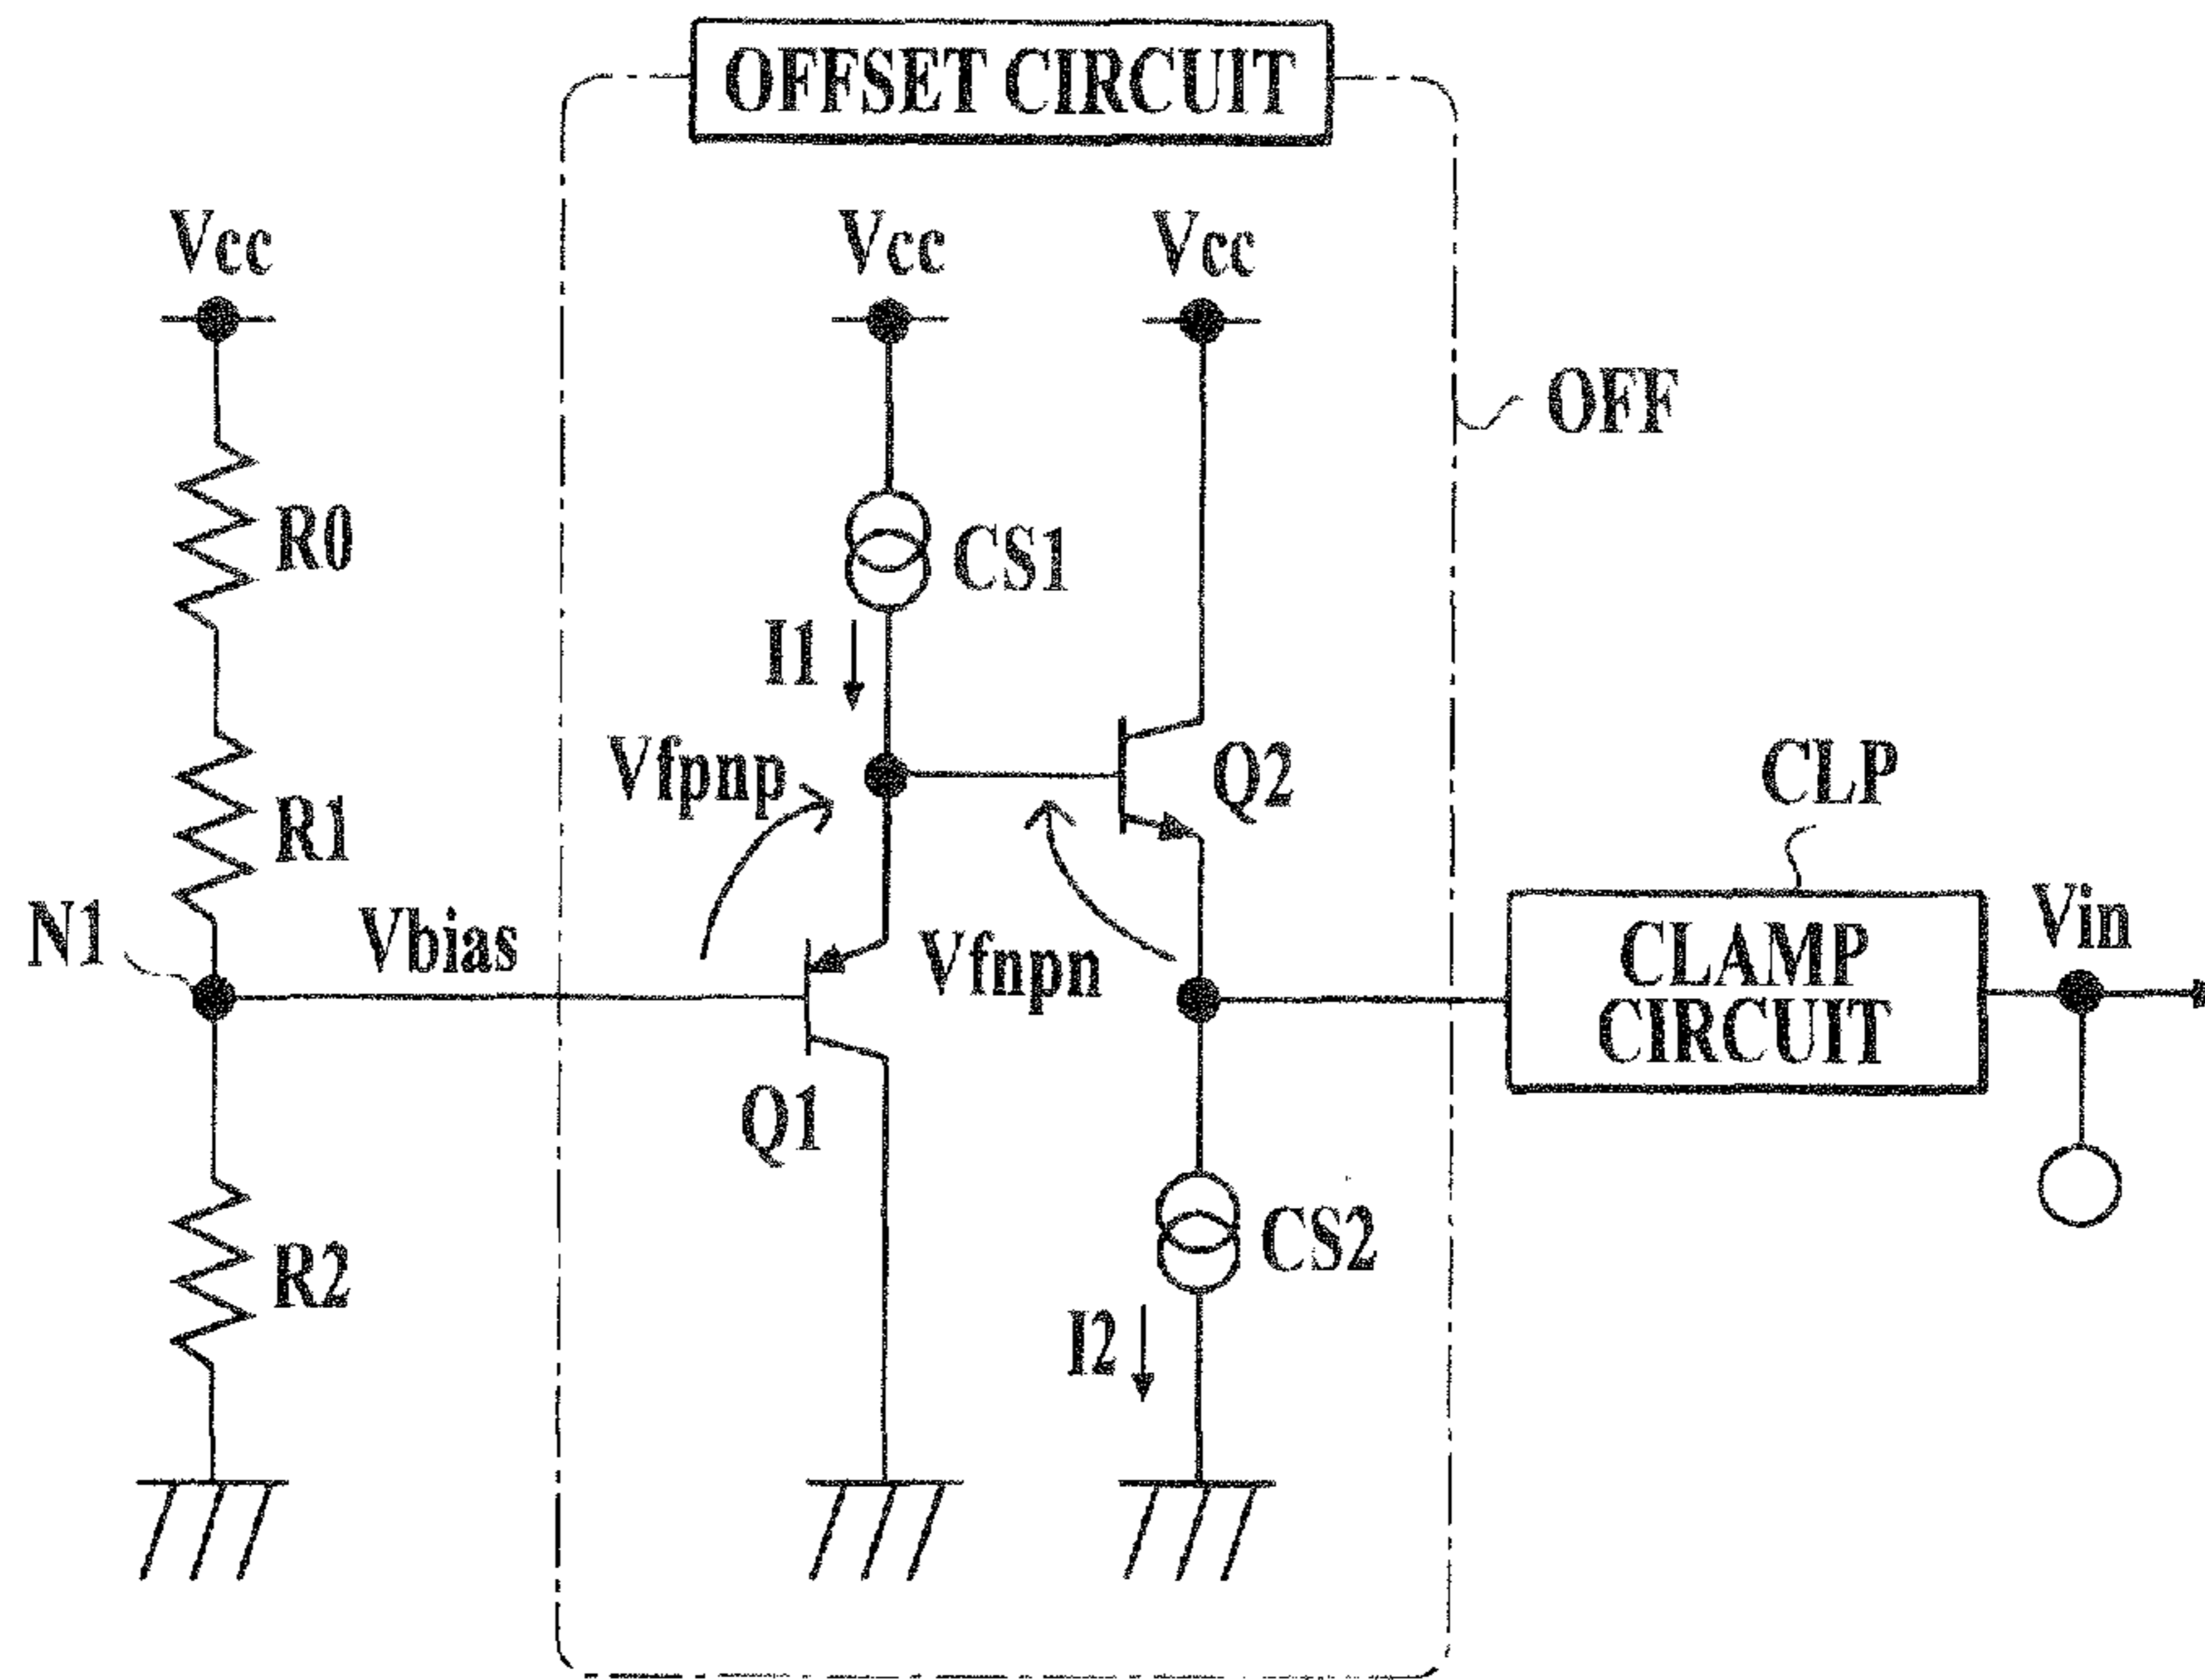 OFFSET CIRCUIT
Vcc
Vcc
Vcc
OFF
R0
CS1
I1
Vfpnp
Q2
CLP
R1
N1
Vbias
Vfnpn
CLAMP
CIRCUIT
Vin
Q1
R2
CS2
I2